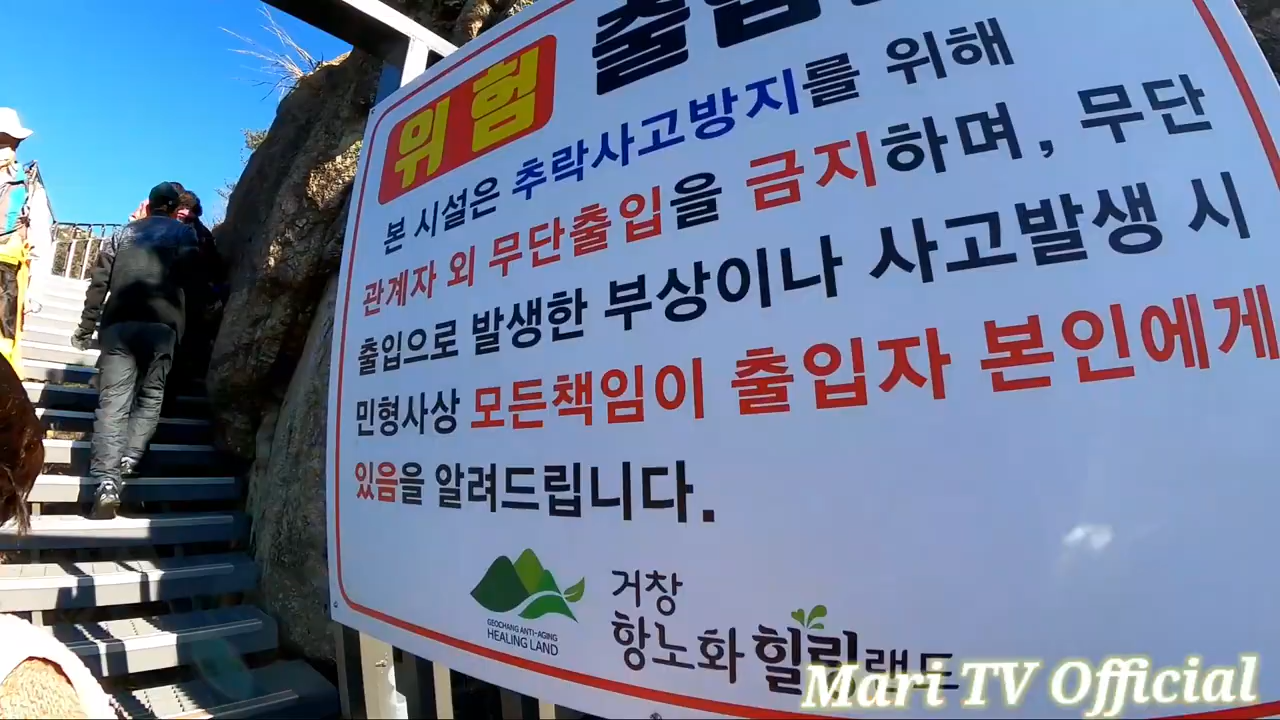 위험 출입
본 시설은 추락사고방지를 위해
관계자 외 무단출입을 금지하며, 무단
출입으로 발생한 부상이나 사고발생 시
민형사상 모든책임이 출입자 본인에게
있음을 알려드립니다.
GEOCHANG ANTI-AGING
HEALING LAND
거창
항노화 힐링랜드
Mari TV Official